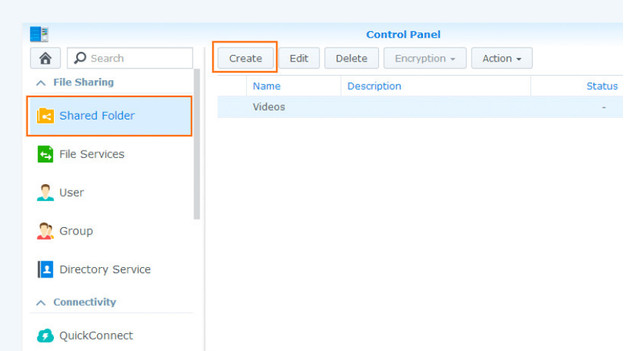 Control Panel
Search
Create Edit Delete Encryption Action
File Sharing
Name Description Status
Shared Folder
Videos -
File Services
User
Group
Directory Service
Connectivity
QuickConnect